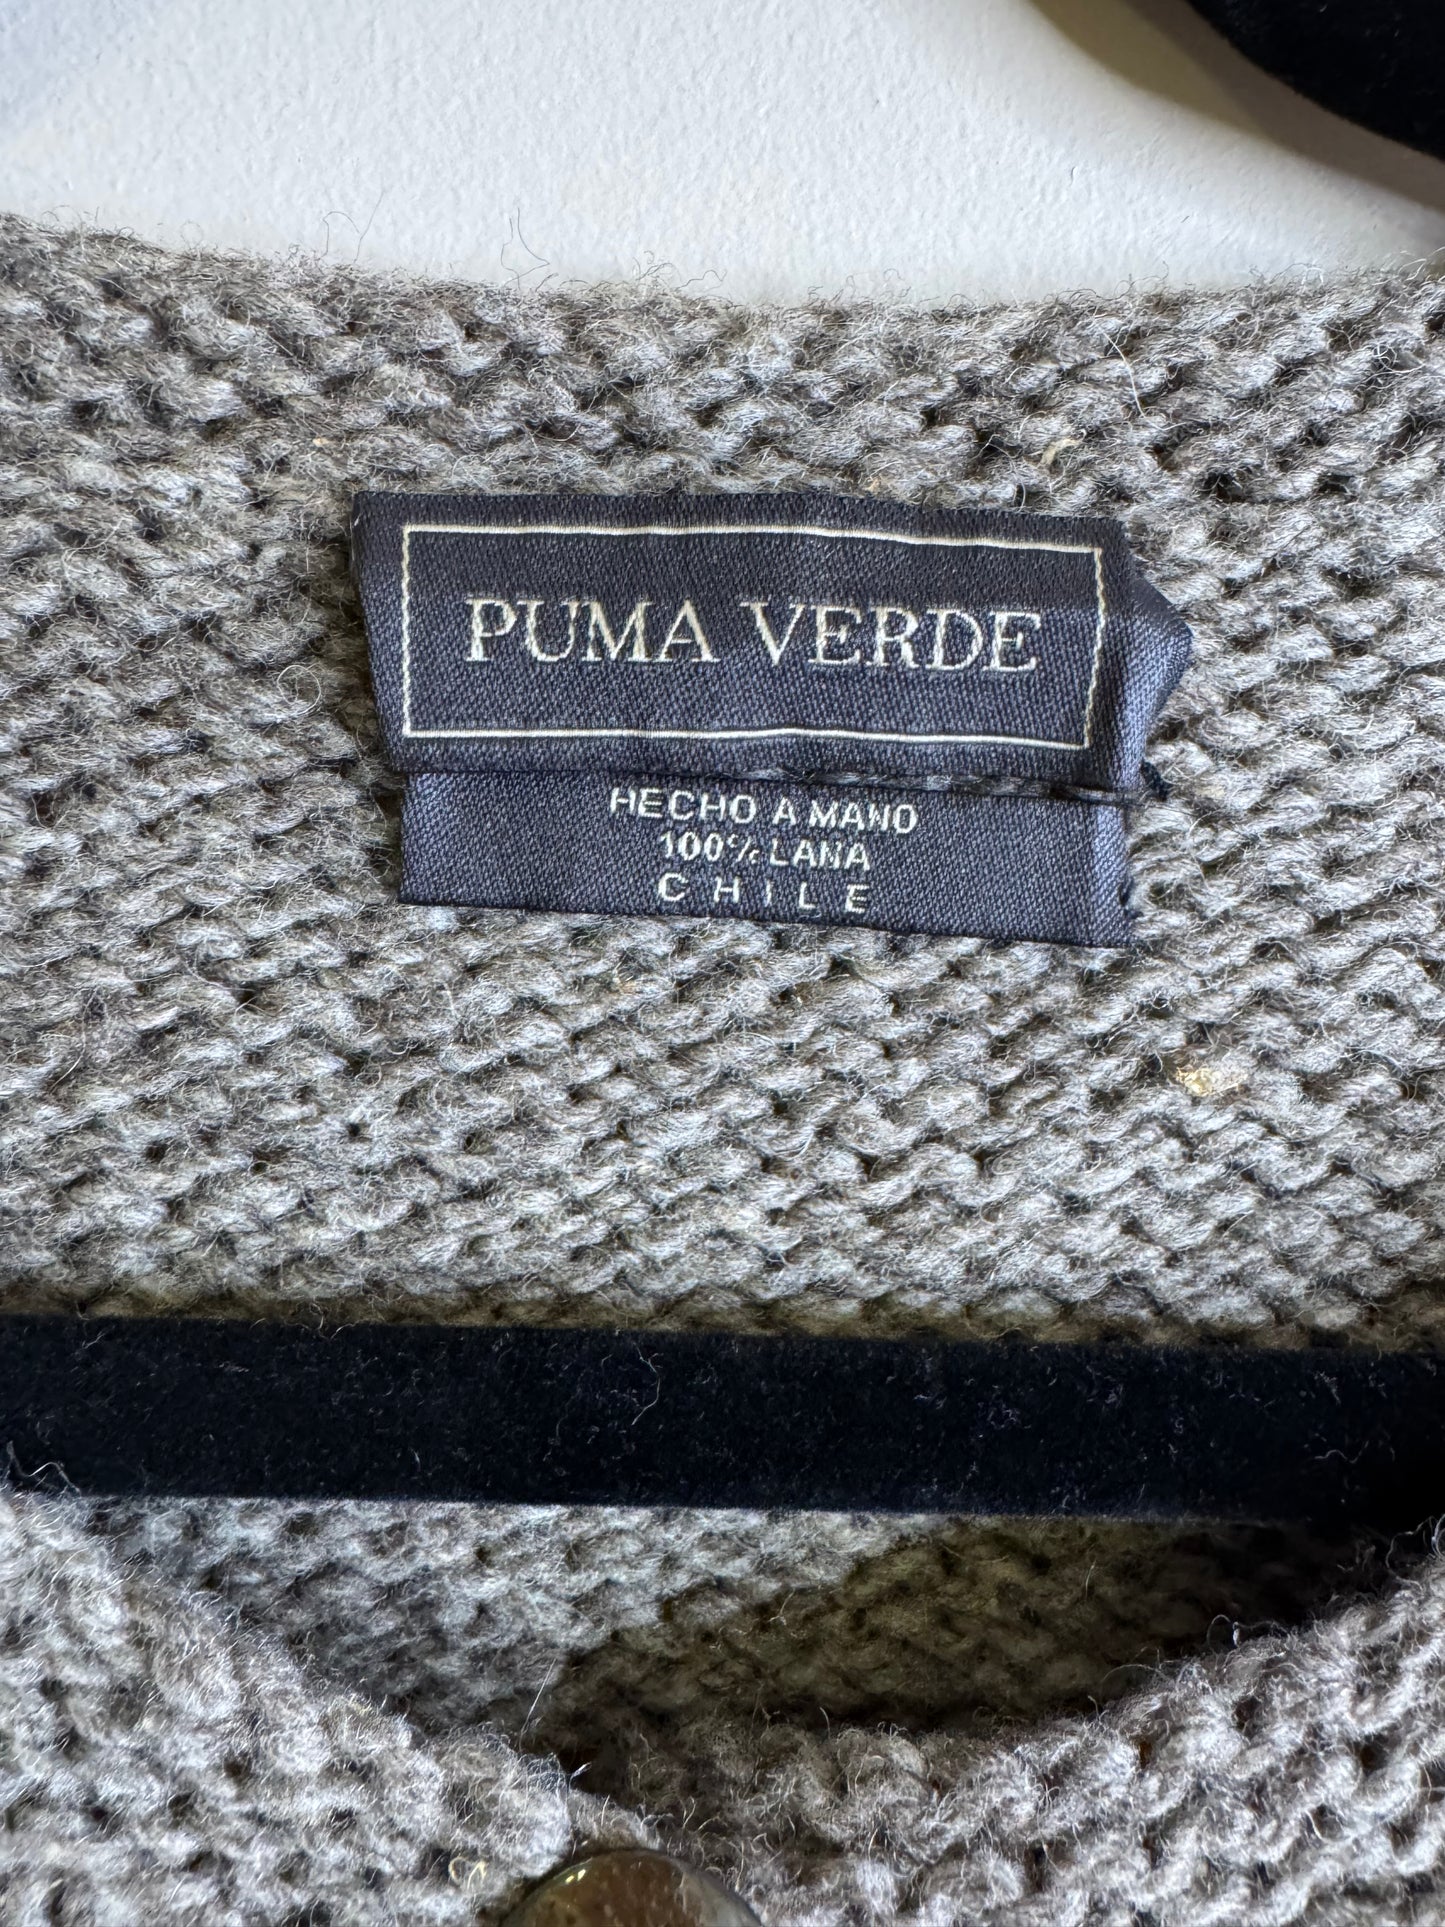 PUMA VERDE
HECHO A MANO
100% LANA
CHILE